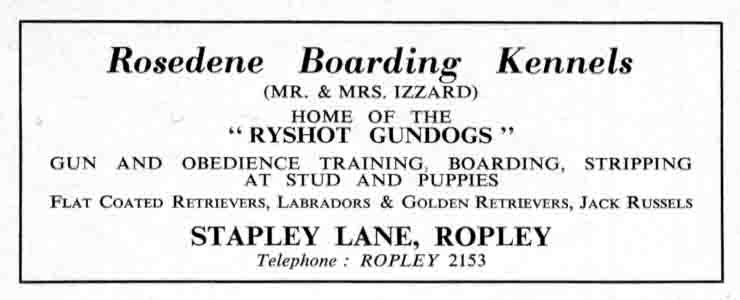 Rosedene Boarding Kennels
(MR. & MRS. IZZARD)
HOME OF THE
“ RYSHOT GUNDOGS ”
GUN AND OBEDIENCE TRAINING, BOARDING, STRIPPING
AT STUD AND PUPPIES
FLAT COATED RETRIEVERS, LABRADORS & GOLDEN RETRIEVERS, JACK RUSSELS
STAPLEY LANE, ROPLEY
Telephone : ROPLEY 2153